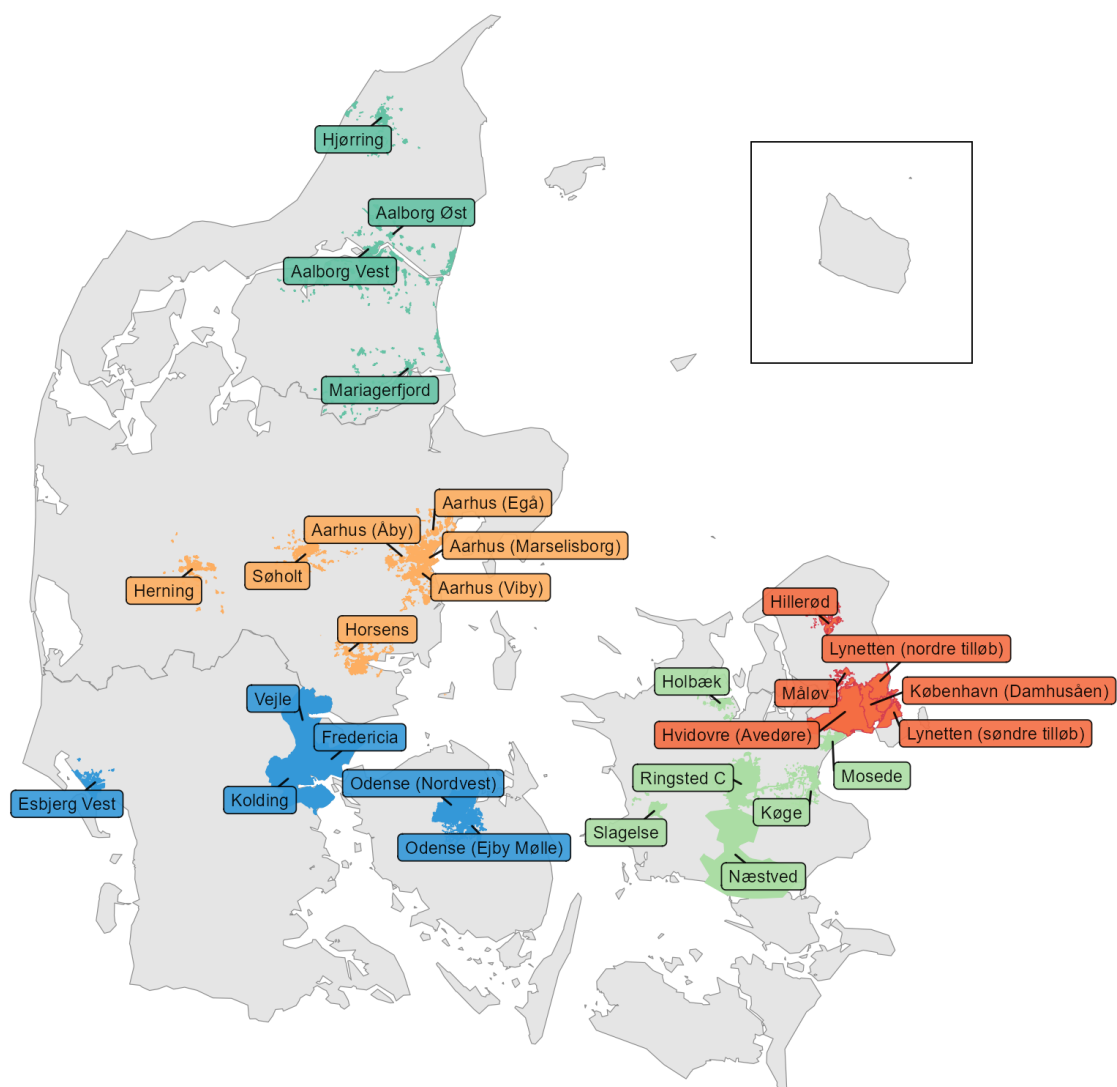 Hjørring
Aalborg Øst
Aalborg Vest
Mariagerfjord
Aarhus (Egå)
Aarhus (Åby)
Aarhus (Marselisborg)
Søholt
Herning
Aarhus (Viby)
Horsens
Hillerød
Lynetten (nordre tilløb)
Holbæk
Måløv
København (Damhusåen)
Vejle
Hvidovre (Avedøre)
Lynetten (søndre tilløb)
Fredericia
Mosede
Ringsted C
Odense (Nordvest)
Esbjerg Vest
Kolding
Køge
Slagelse
Odense (Ejby Mølle)
Næstved